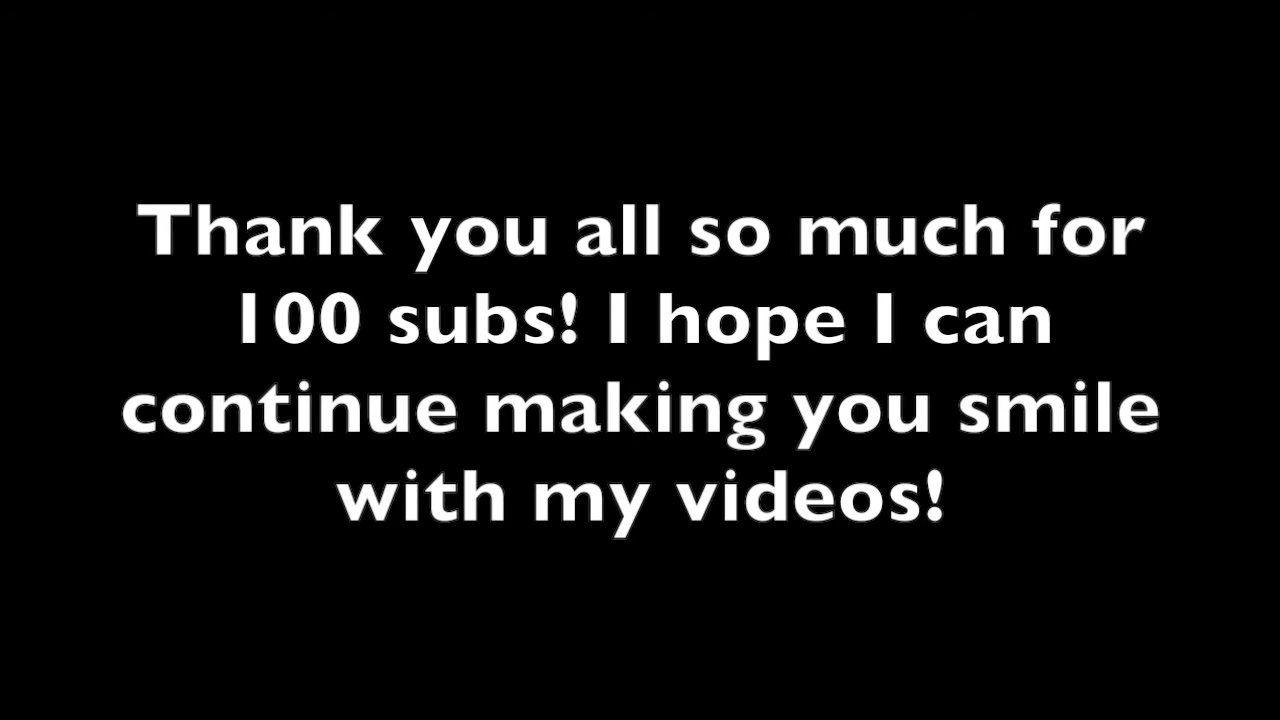 Thank you all so much for
100 subs! I hope I can
continue making you smile
with my videos!